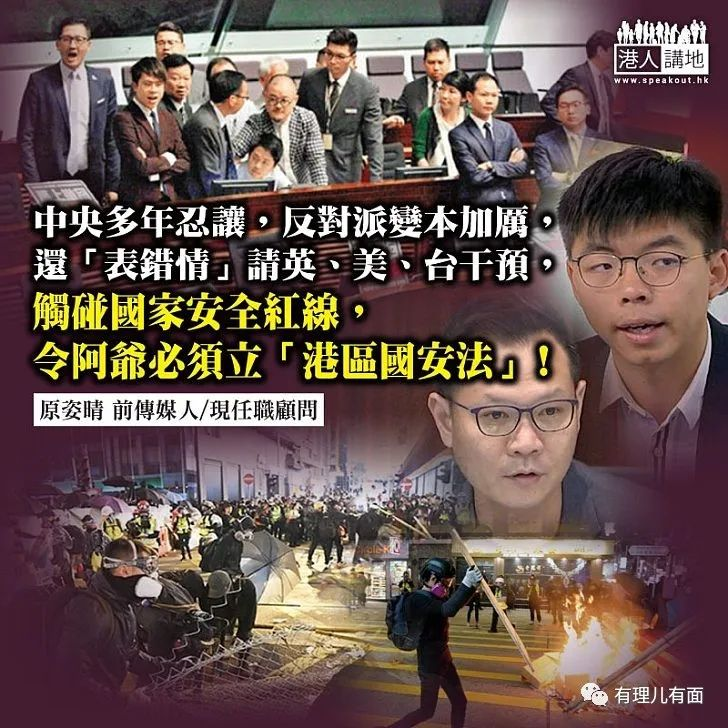 港人講地
www.speakout.hk
中央多年忍讓，反對派變本加厲，
還「表錯情」請英、美、台干預，
觸碰國家安全紅線，
令阿爺必須立「港區國安法」！
原姿晴 前傳媒人/現任職顧問
有理儿有面